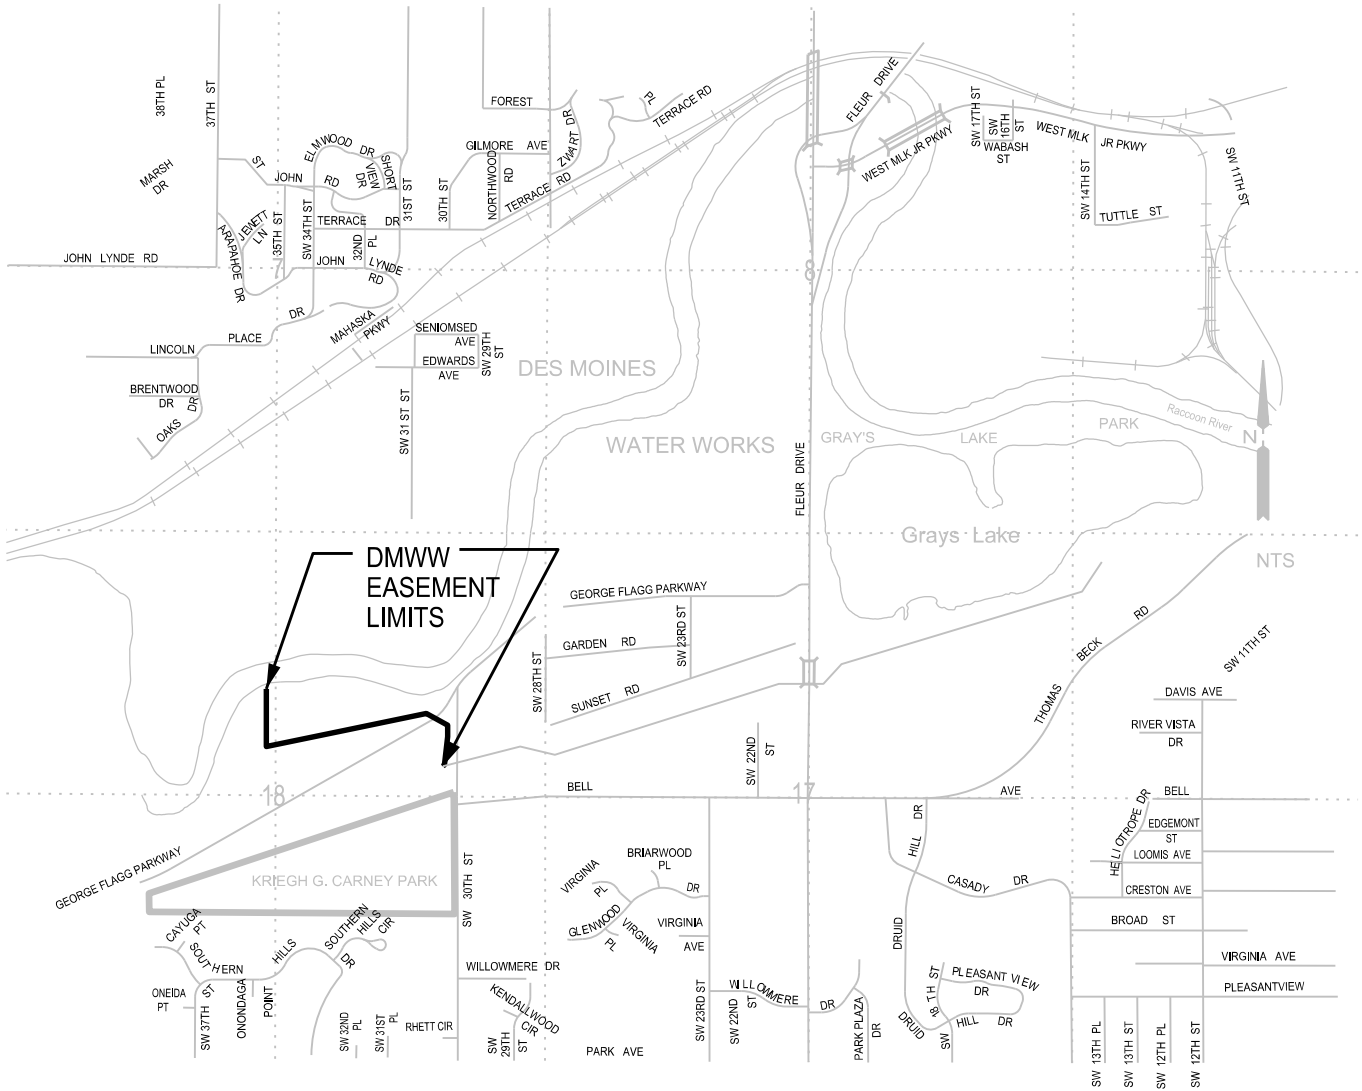 38TH PL
37TH ST
FOREST
PL
TERRACE RD
FLEUR DRIVE
SW 17TH ST
SW 16TH ST
WABASH ST
WEST MLK JR PKWY
WEST MLK JR PKWY
SW 11TH ST
ZWART DR
GILMORE AVE
NORTHWOOD RD
TERRACE RD
ELMWOOD DR
SHORT
VIEW DR
31ST ST
30TH ST
MARSH DR
ST
JOHN RD
JEWETT LN
ARAPAHOE DR
35TH ST
SW 34TH ST
TERRACE DR
32ND PL
SW 14TH ST
TUTTLE ST
JOHN LYNDE RD
7
JOHN LYNDE RD
8
MAHASKA PKWY
PLACE DR
LINCOLN
SENIOMSED AVE
EDWARDS AVE
SW 29TH ST
BRENTWOOD DR
OAKS DR
SW 31 ST ST
DES MOINES
WATER WORKS
FLEUR DRIVE
GRAY'S LAKE PARK
Raccoon River
N
Grays Lake
NTS
DMWW
EASEMENT
LIMITS
GEORGE FLAGG PARKWAY
SW 28TH ST
GARDEN RD
SW 23RD ST
SUNSET RD
THOMAS BECK RD
SW 11TH ST
DAVIS AVE
RIVER VISTA DR
SW 22ND ST
18
BELL AVE
17
BELL
HELIOTROPE DR
EDGEMONT ST
LOOMIS AVE
CRESTON AVE
BROAD ST
VIRGINIA AVE
PLEASANTVIEW
GEORGE FLAGG PARKWAY
KRIEGH G. CARNEY PARK
SW 30TH ST
VIRGINIA PL
BRIARWOOD PL
DR
GLENWOOD PL
VIRGINIA
VIRGINIA AVE
DRUID HILL DR
CASADY DR
CAYUGA PT
SOUTHERN HILLS DR
SOUTHERN HILLS CIR
ONEIDA PT
SW 37TH ST
ONONDAGA POINT
SW 32ND PL
SW 31ST PL
RHETT CIR
WILLOWMERE DR
KENDALLWOOD CIR
SW 29TH ST
PARK AVE
SW 23RD ST
SW 22ND ST
WILLOWMERE DR
PARK PLAZA DR
DRUID HILL DR
SW 18TH ST
PLEASANT VIEW DR
SW 13TH PL
SW 13TH ST
SW 12TH PL
SW 12TH ST